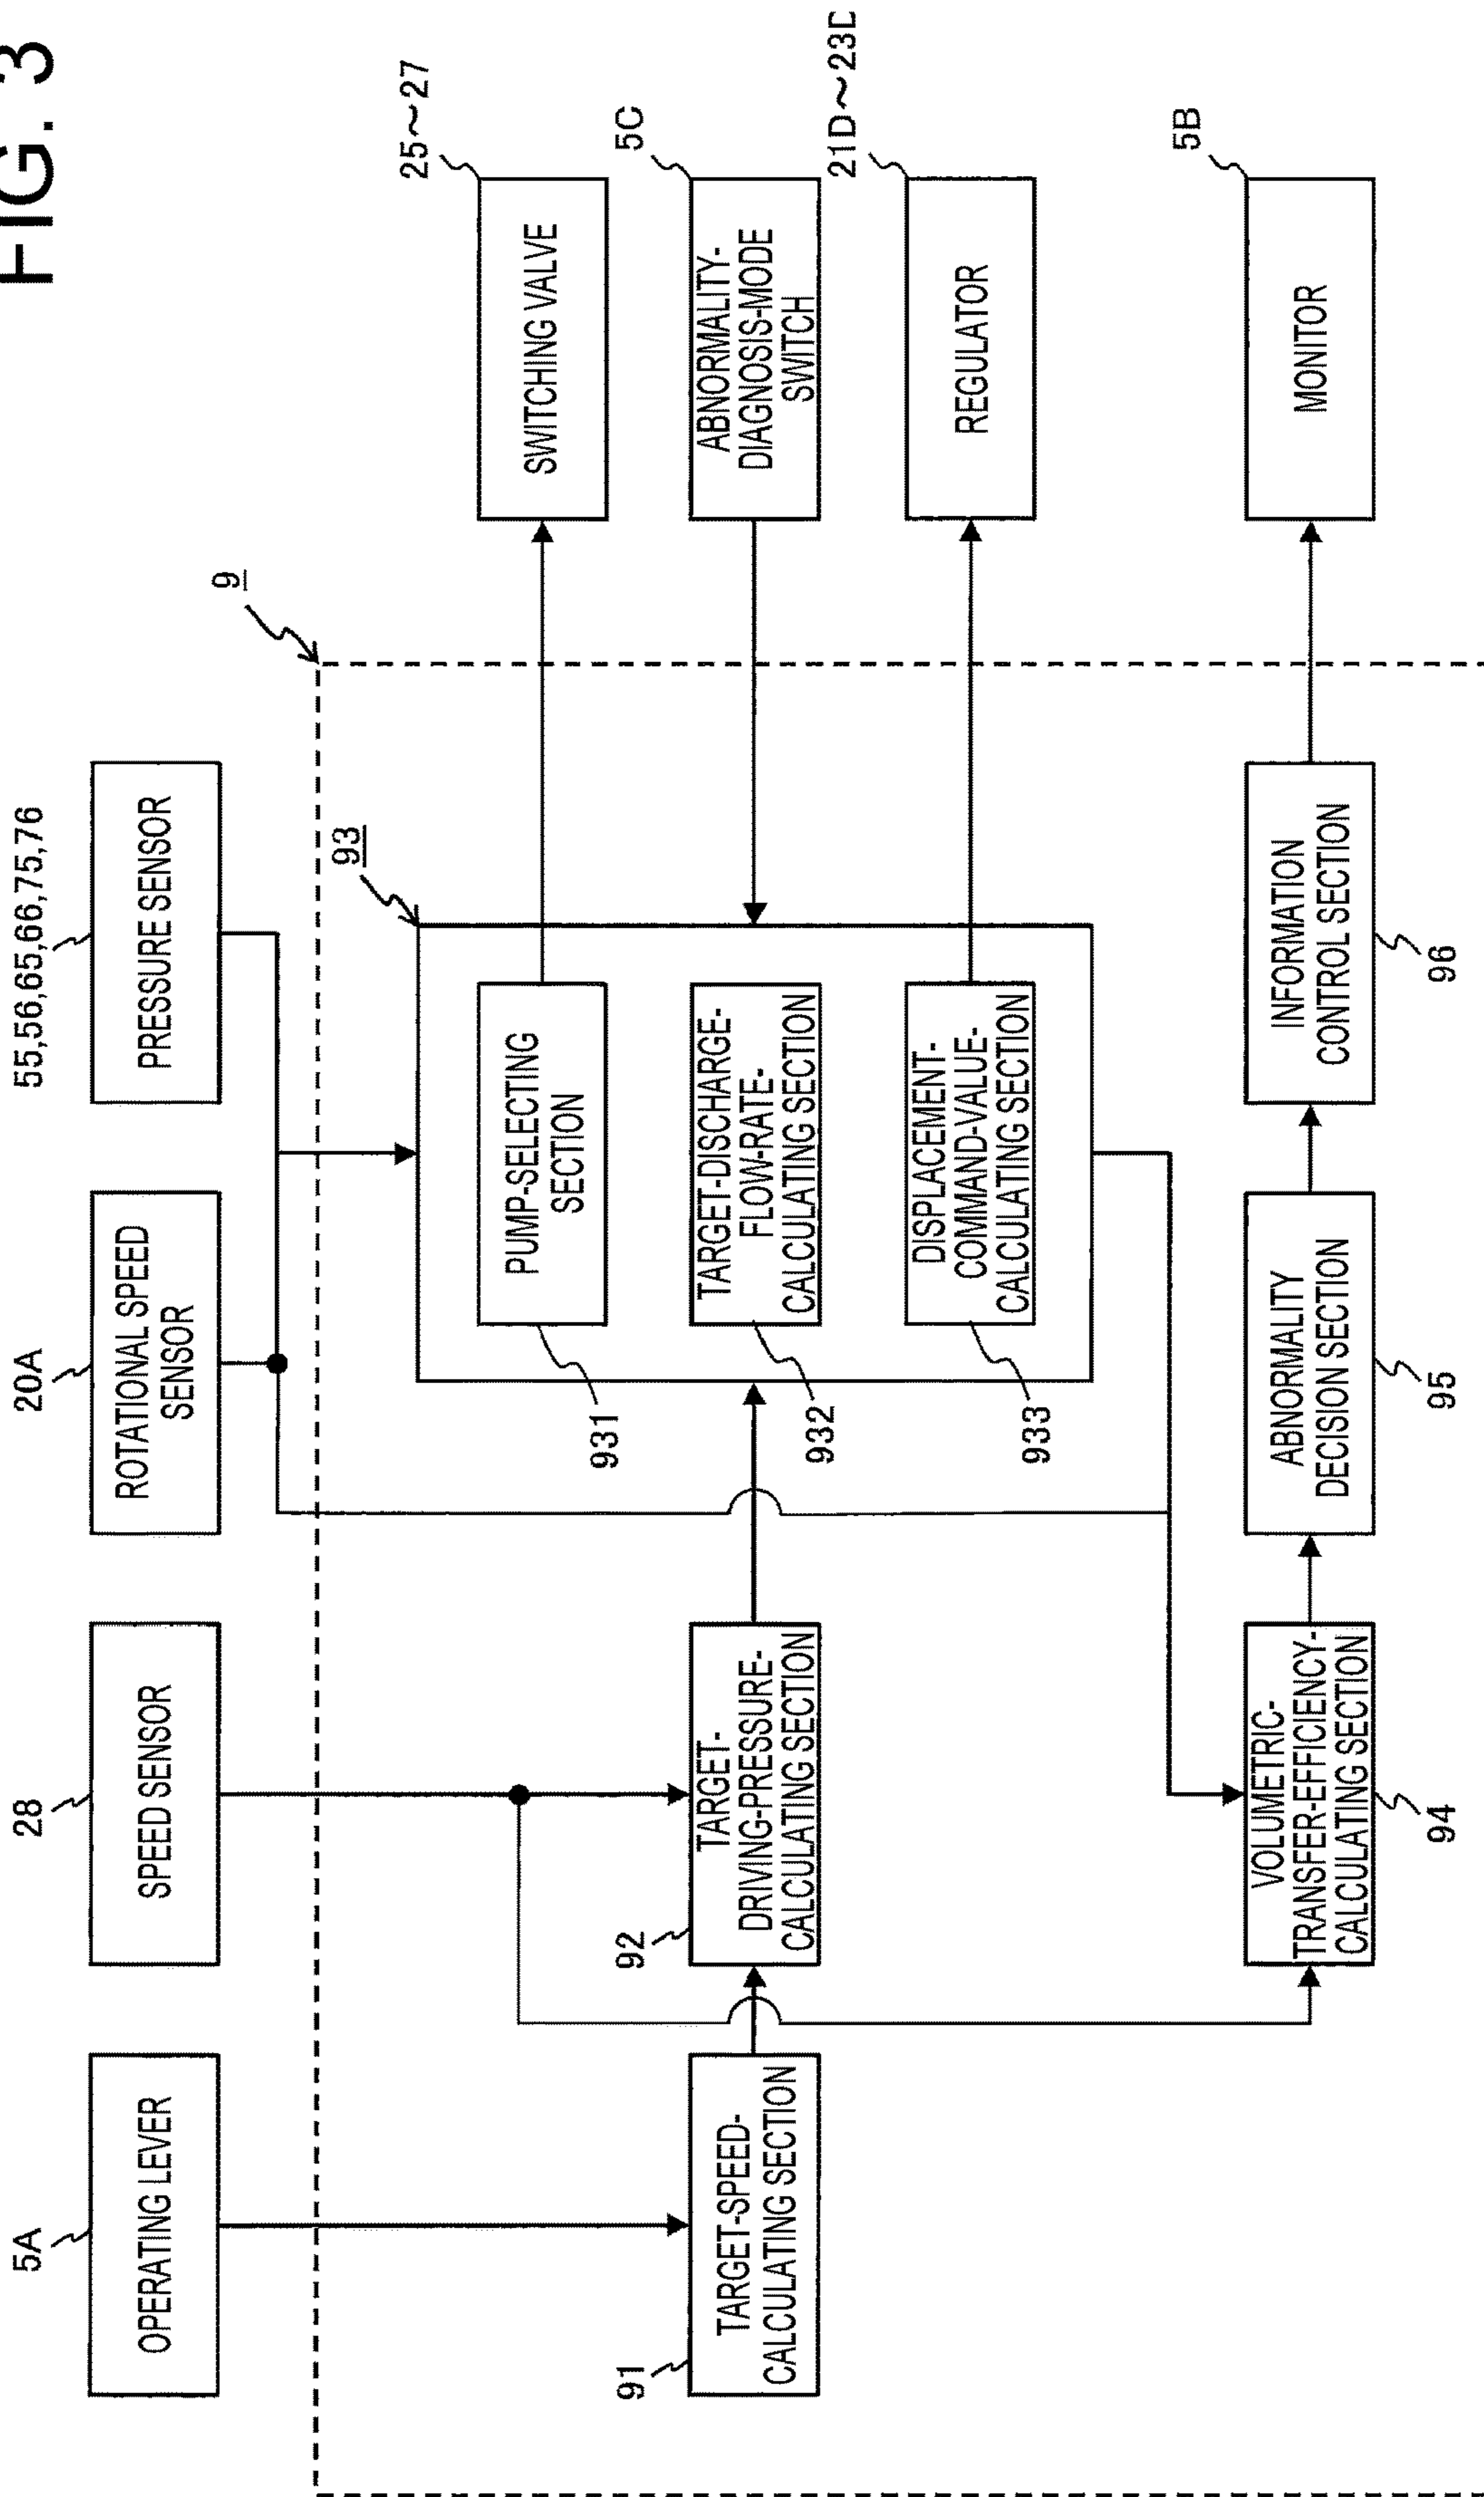 FIG. 3
5A
OPERATING LEVER
28
SPEED SENSOR
20A
ROTATIONAL SPEED
SENSOR
55,56,65,66,75,76
PRESSURE SENSOR
9
93
25～27
SWITCHING VALVE
5C
ABNORMALITY-
DIAGNOSIS-MODE
SWITCH
21D～23D
REGULATOR
5B
MONITOR
PUMP-SELECTING
SECTION
931
TARGET-DISCHARGE-
FLOW-RATE-
CALCULATING SECTION
932
DISPLACEMENT-
COMMAND-VALUE-
CALCULATING SECTION
933
91
TARGET-SPEED-
CALCULATING SECTION
92
TARGET-
DRIVING-PRESSURE-
CALCULATING SECTION
VOLUMETRIC-
TRANSFER-EFFICIENCY-
CALCULATING SECTION
94
ABNORMALITY
DECISION SECTION
95
INFORMATION
CONTROL SECTION
96